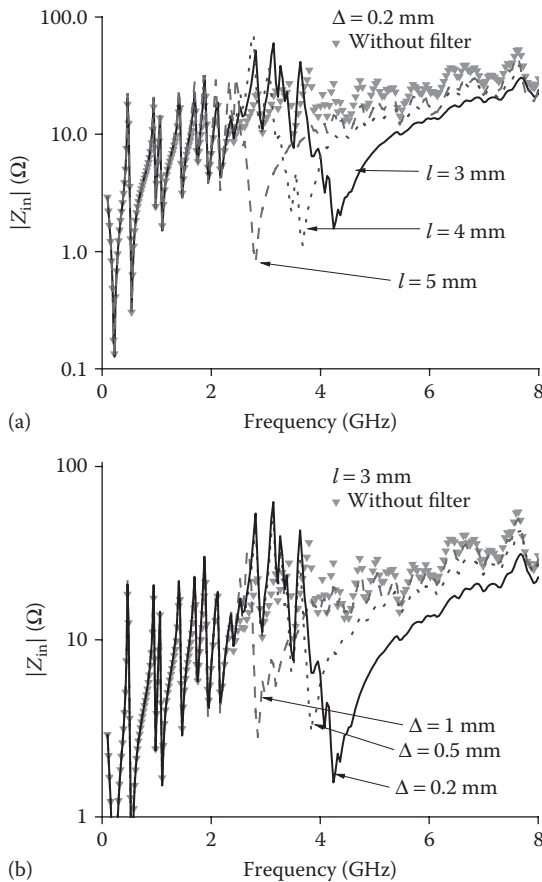 100.0
10.0
1.0
0.1
|Z_in| (Ω)
Δ = 0.2 mm
Without filter
l = 3 mm
l = 4 mm
l = 5 mm
0 2 4 6 8
Frequency (GHz)
(a)
100
10
1
|Z_in| (Ω)
l = 3 mm
Without filter
Δ = 1 mm
Δ = 0.5 mm
Δ = 0.2 mm
0 2 4 6 8
Frequency (GHz)
(b)